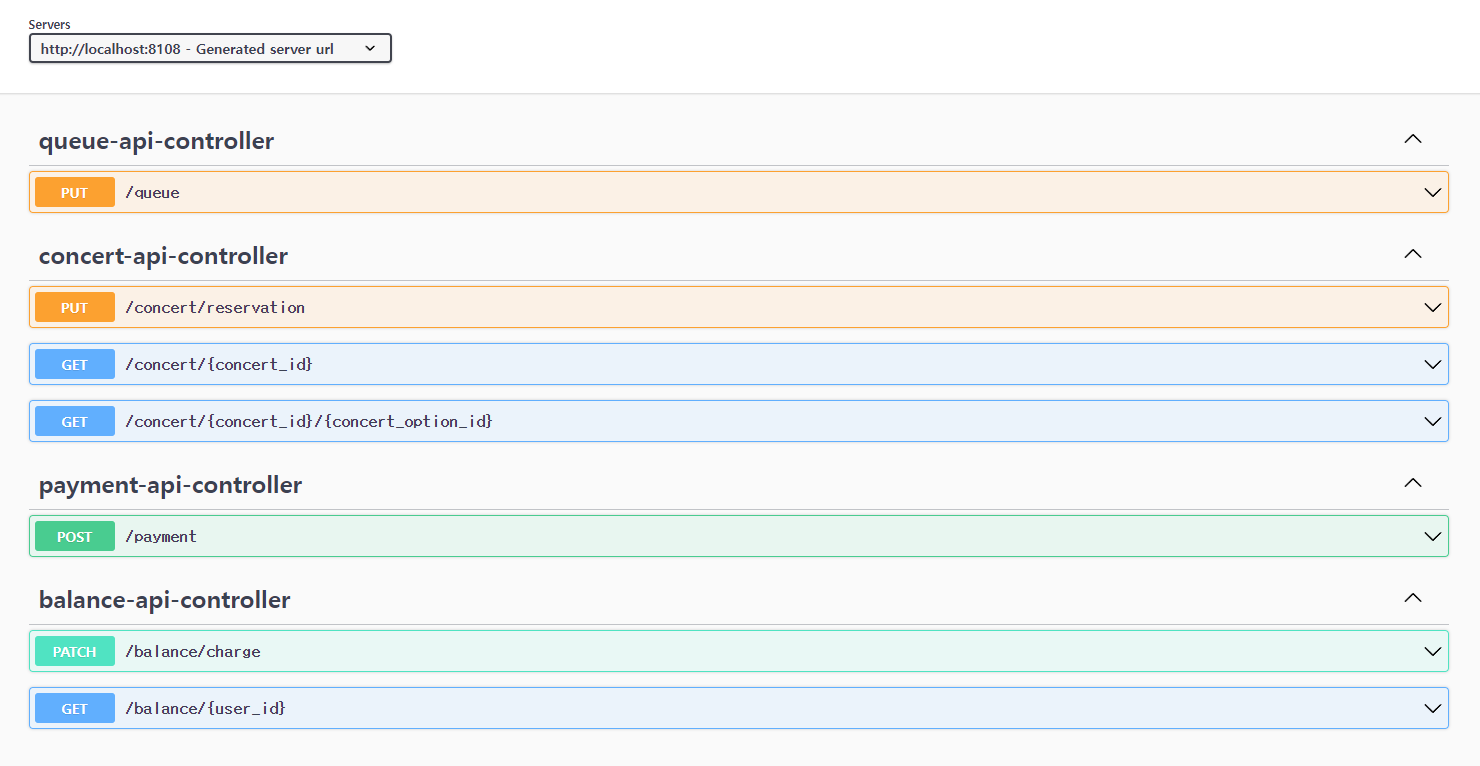 Servers
http://localhost:8108 - Generated server url
queue-api-controller
PUT /queue
concert-api-controller
PUT /concert/reservation
GET /concert/{concert_id}
GET /concert/{concert_id}/{concert_option_id}
payment-api-controller
POST /payment
balance-api-controller
PATCH /balance/charge
GET /balance/{user_id}